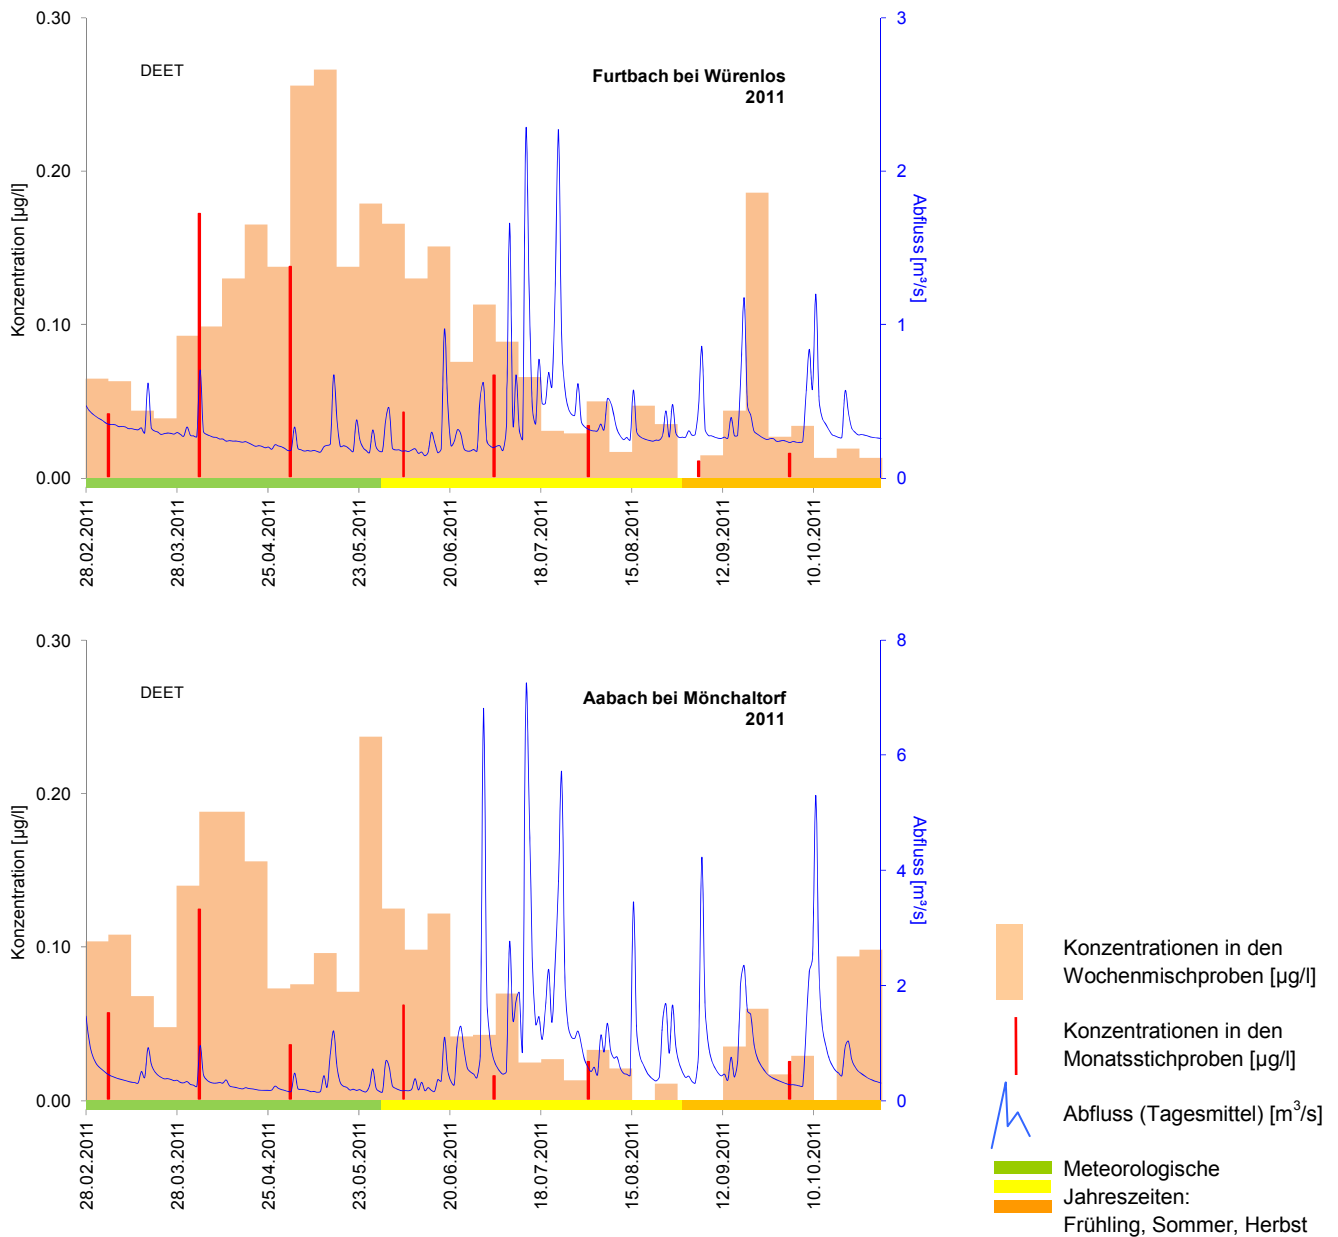 0.30
3
DEET
Furtbach bei Würenlos
2011
0.20
2
Konzentration [µg/l]
Abfluss [m³/s]
0.10
1
0.00
0
28.02.2011
28.03.2011
25.04.2011
23.05.2011
20.06.2011
18.07.2011
15.08.2011
12.09.2011
10.10.2011
0.30
8
DEET
Aabach bei Mönchaltorf
2011
6
0.20
Konzentration [µg/l]
Abfluss [m³/s]
4
0.10
2
0.00
0
28.02.2011
28.03.2011
25.04.2011
23.05.2011
20.06.2011
18.07.2011
15.08.2011
12.09.2011
10.10.2011
Konzentrationen in den
Wochenmischproben [µg/l]
Konzentrationen in den
Monatsstichproben [µg/l]
Abfluss (Tagesmittel) [m³/s]
Meteorologische
Jahreszeiten:
Frühling, Sommer, Herbst